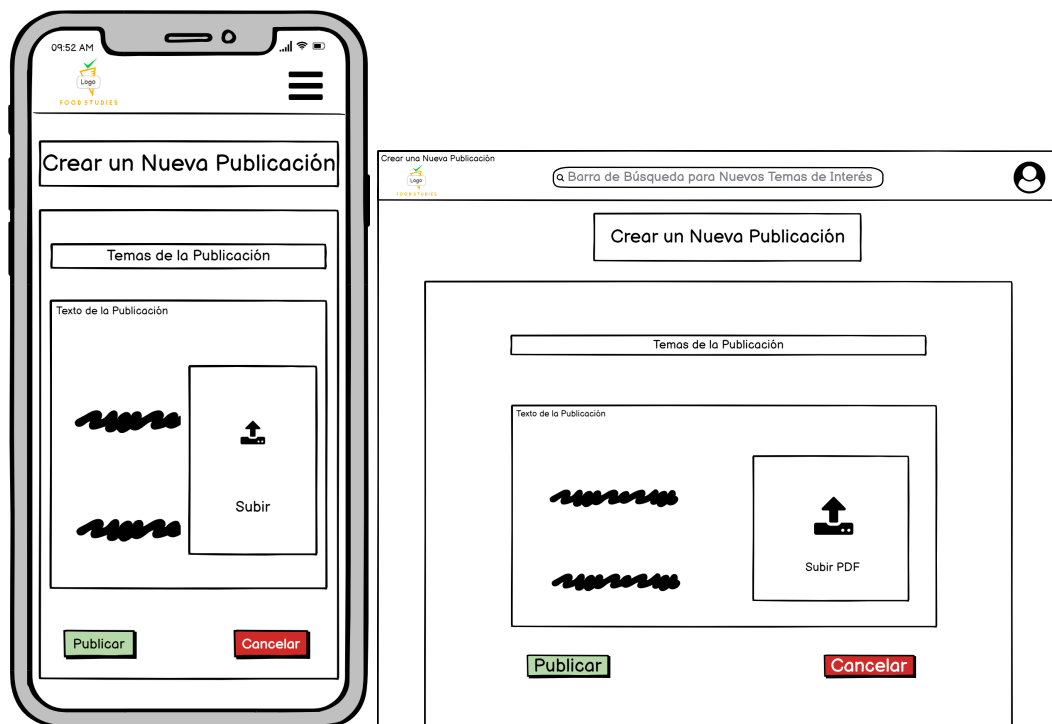 09:52 AM
Logo
FOOD STUDIES
Crear un Nueva Publicación
Temas de la Publicación
Texto de la Publicación
Subir
Publicar
Cancelar
Crear una Nueva Publicación
Logo
FOOD STUDIES
Barra de Búsqueda para Nuevos Temas de Interés
Crear un Nueva Publicación
Temas de la Publicación
Texto de la Publicación
Subir PDF
Publicar
Cancelar